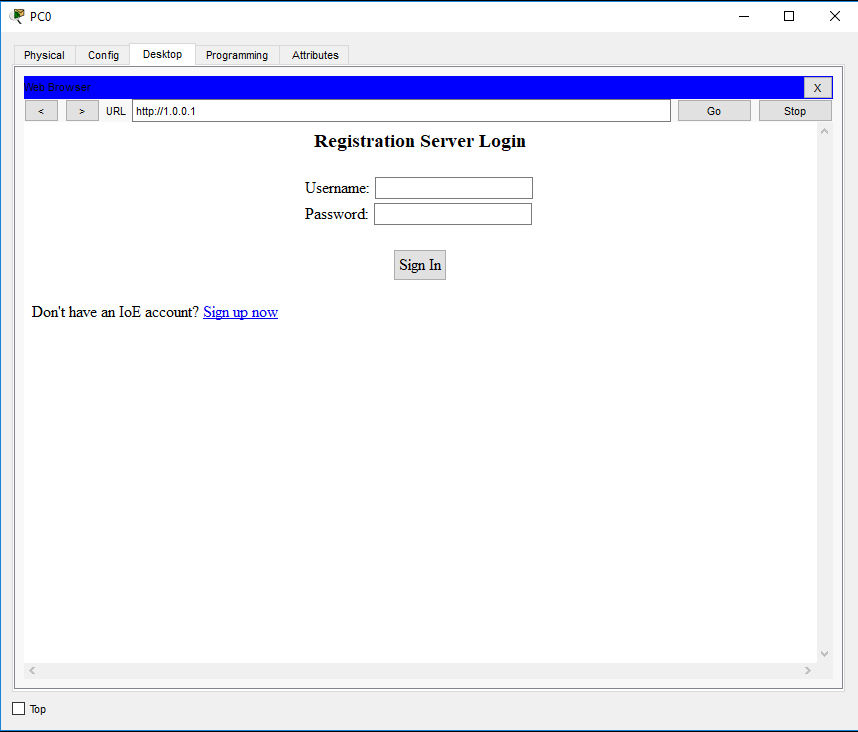 PC0
Physical Config Desktop Programming Attributes
Web Browser
X
< > URL http://1.0.0.1 Go Stop
Registration Server Login
Username:
Password:
Sign In
Don't have an IoE account? Sign up now
Top